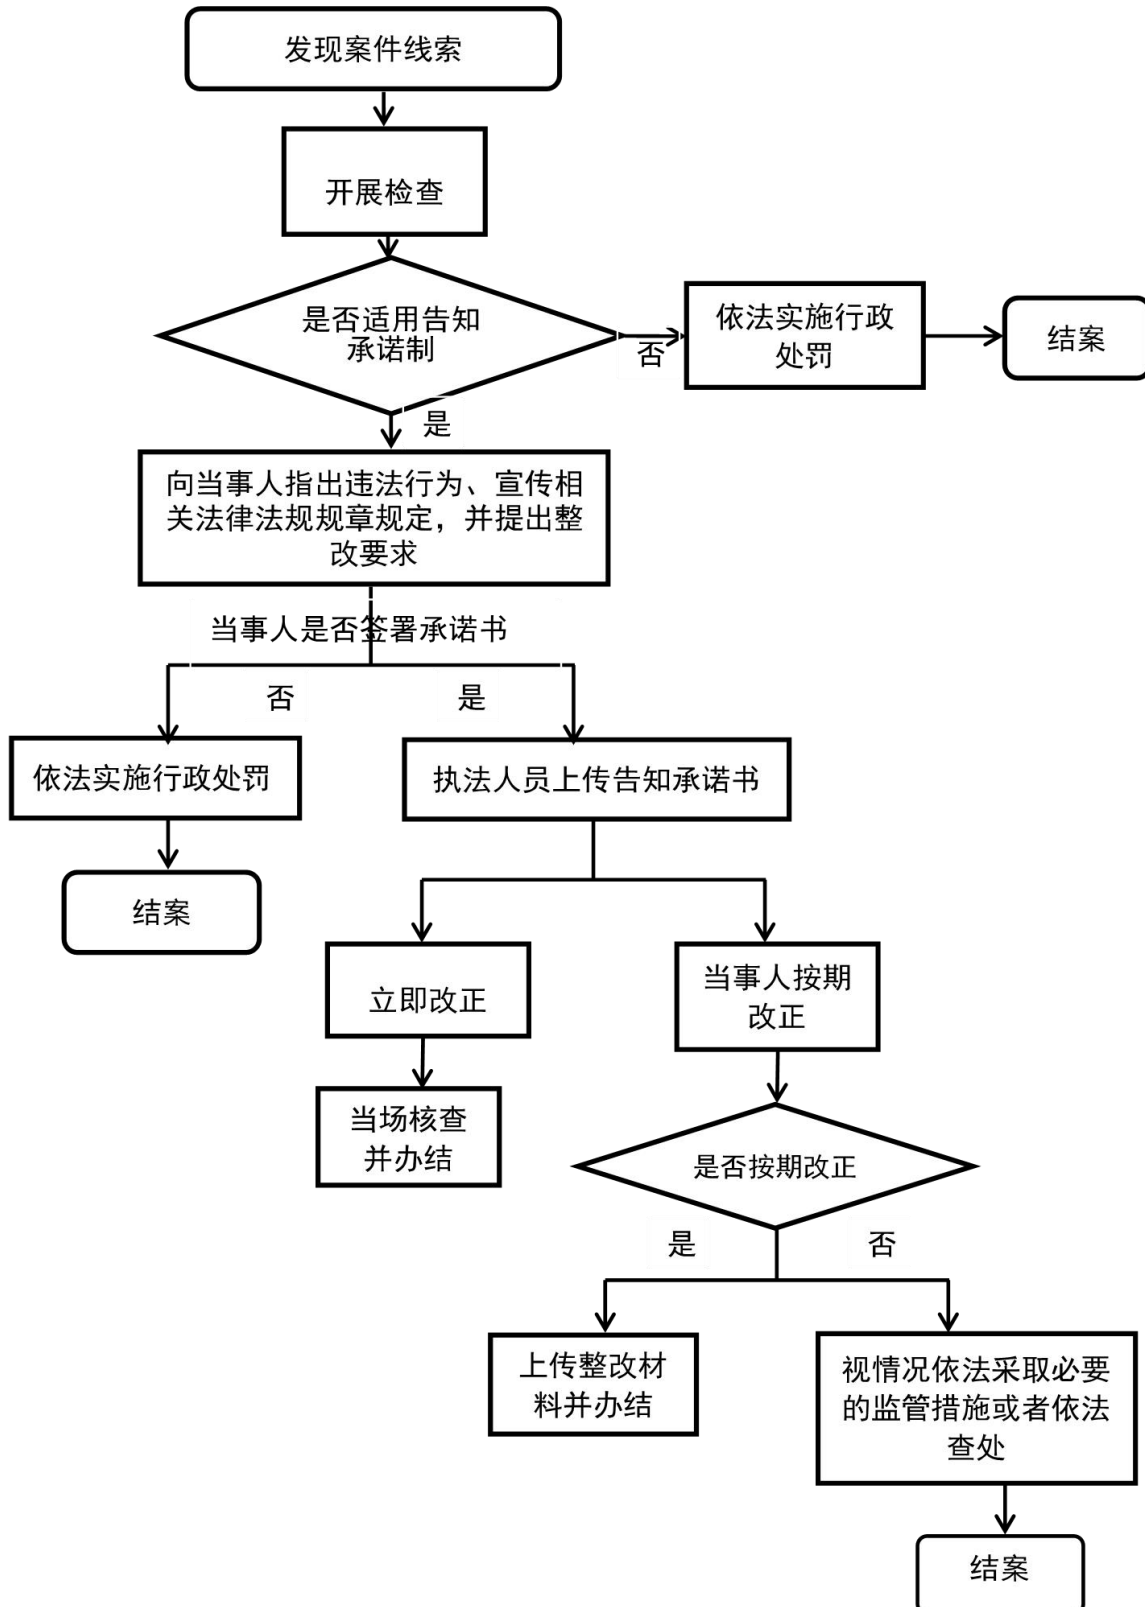 发现案件线索
开展检查
是否适用告知
承诺制
否
依法实施行政
处罚
结案
是
向当事人指出违法行为、宣传相
关法律法规规章规定，并提出整
改要求
当事人是否签署承诺书
否
是
依法实施行政处罚
执法人员上传告知承诺书
结案
立即改正
当事人按期
改正
当场核查
并办结
是否按期改正
是
否
上传整改材
料并办结
视情况依法采取必要
的监管措施或者依法
查处
结案